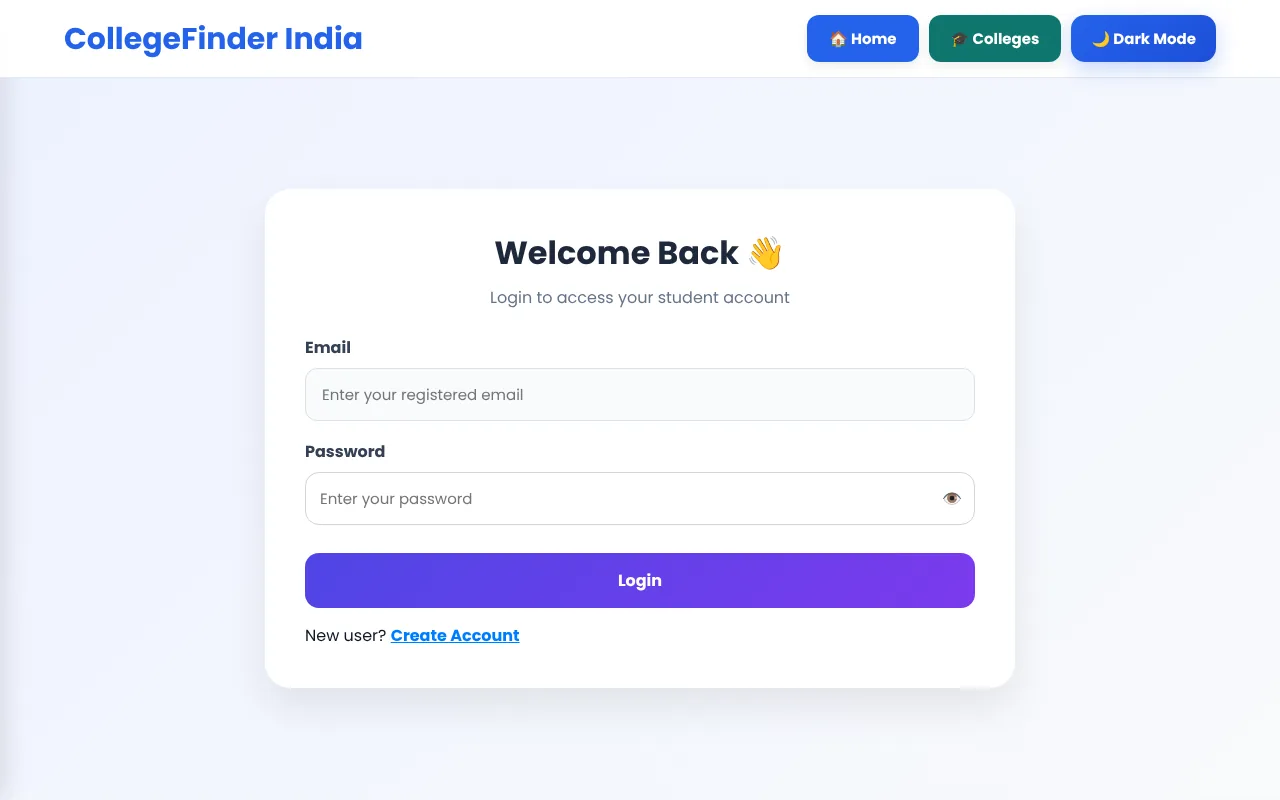 CollegeFinder India
🏠 Home
🎓 Colleges
🌙 Dark Mode
Welcome Back 👋
Login to access your student account
Email
Enter your registered email
Password
Enter your password
Login
New user? Create Account